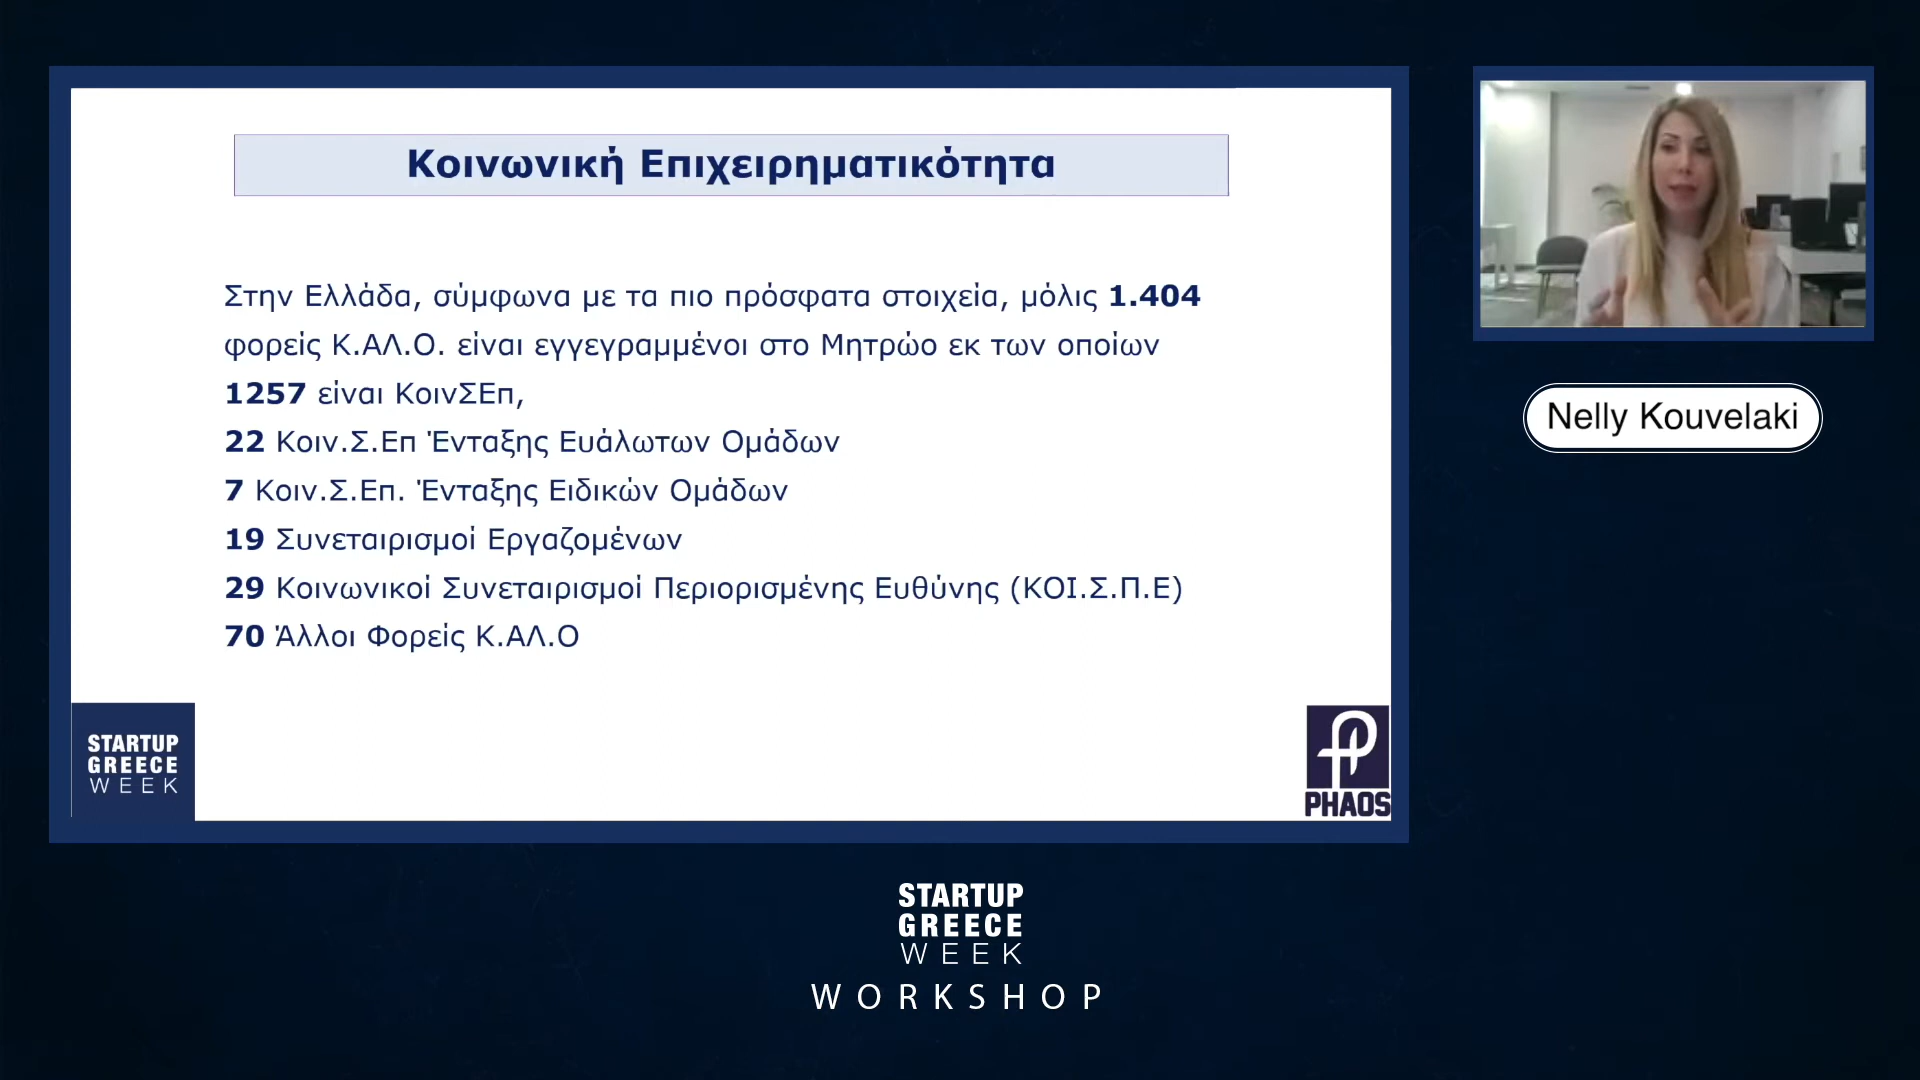 Κοινωνική Επιχειρηματικότητα
Στην Ελλάδα, σύμφωνα με τα πιο πρόσφατα στοιχεία, μόλις 1.404
φορείς Κ.ΑΛ.Ο. είναι εγγεγραμμένοι στο Μητρώο εκ των οποίων
1257 είναι ΚοινΣΕπ,
22 Κοιν.Σ.Επ Ένταξης Ευάλωτων Ομάδων
7 Κοιν.Σ.Επ. Ένταξης Ειδικών Ομάδων
19 Συνεταιρισμοί Εργαζομένων
29 Κοινωνικοί Συνεταιρισμοί Περιορισμένης Ευθύνης (ΚΟΙ.Σ.Π.Ε)
70 Άλλοι Φορείς Κ.ΑΛ.Ο
STARTUP
GREECE
WEEK
PHAOS
Nelly Kouvelaki
STARTUP
GREECE
WEEK
WORKSHOP